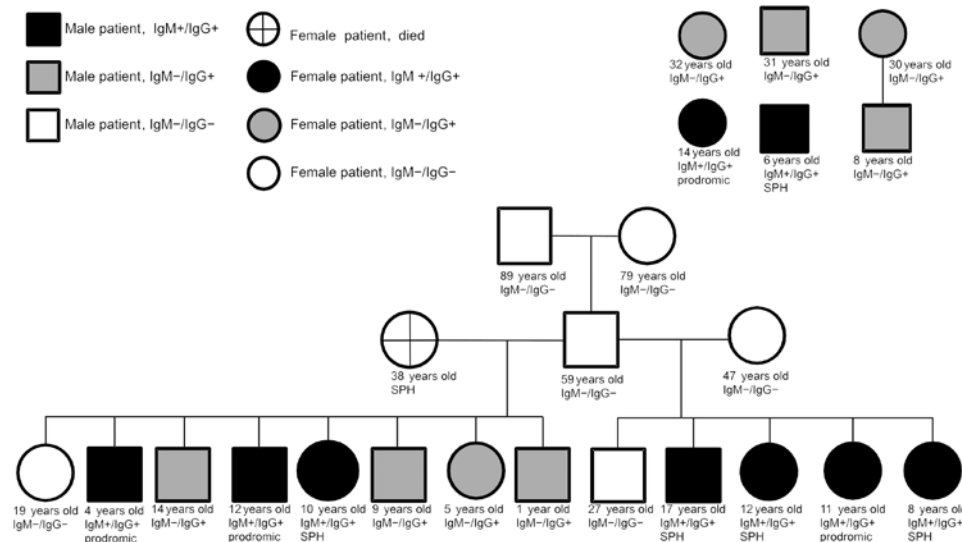 Male patient, IgM+/IgG+
Female patient, died
Male patient, IgM−/IgG+
Female patient, IgM +/IgG+
Male patient, IgM−/IgG−
Female patient, IgM−/IgG+
Female patient, IgM−/IgG−
32 years old
IgM−/IgG+
31 years old
IgM−/IgG+
30 years old
IgM−/IgG+
14 years old
IgM+/IgG+
prodromic
6 years old
IgM+/IgG+
SPH
8 years old
IgM−/IgG+
89 years old
IgM−/IgG−
79 years old
IgM−/IgG−
38 years old
SPH
59 years old
IgM−/IgG−
47 years old
IgM−/IgG−
19 years old
IgM−/IgG−
4 years old
IgM+/IgG+
prodromic
14 years old
IgM−/IgG+
12 years old
IgM+/IgG+
prodromic
10 years old
IgM+/IgG+
SPH
9 years old
IgM−/IgG+
5 years old
IgM−/IgG+
1 year old
IgM−/IgG+
27 years old
IgM−/IgG−
17 years old
IgM+/IgG+
SPH
12 years old
IgM+/IgG+
SPH
11 years old
IgM+/IgG+
prodromic
8 years old
IgM+/IgG+
SPH